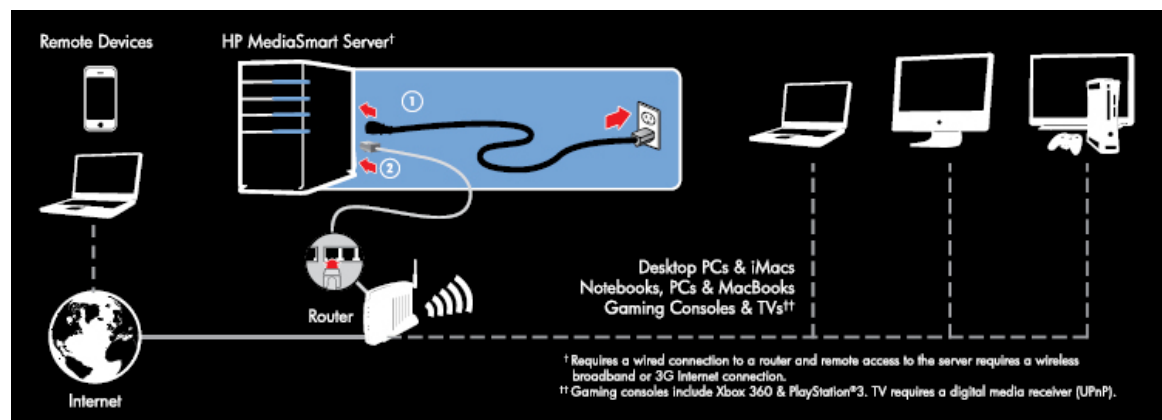 Remote Devices
HP MediaSmart Server†
1
2
Router
Internet
Desktop PCs & iMacs
Notebooks, PCs & MacBooks
Gaming Consoles & TVs††
† Requires a wired connection to a router and remote access to the server requires a wireless
broadband or 3G Internet connection.
†† Gaming consoles include Xbox 360 & PlayStation®3. TV requires a digital media receiver (UPnP).